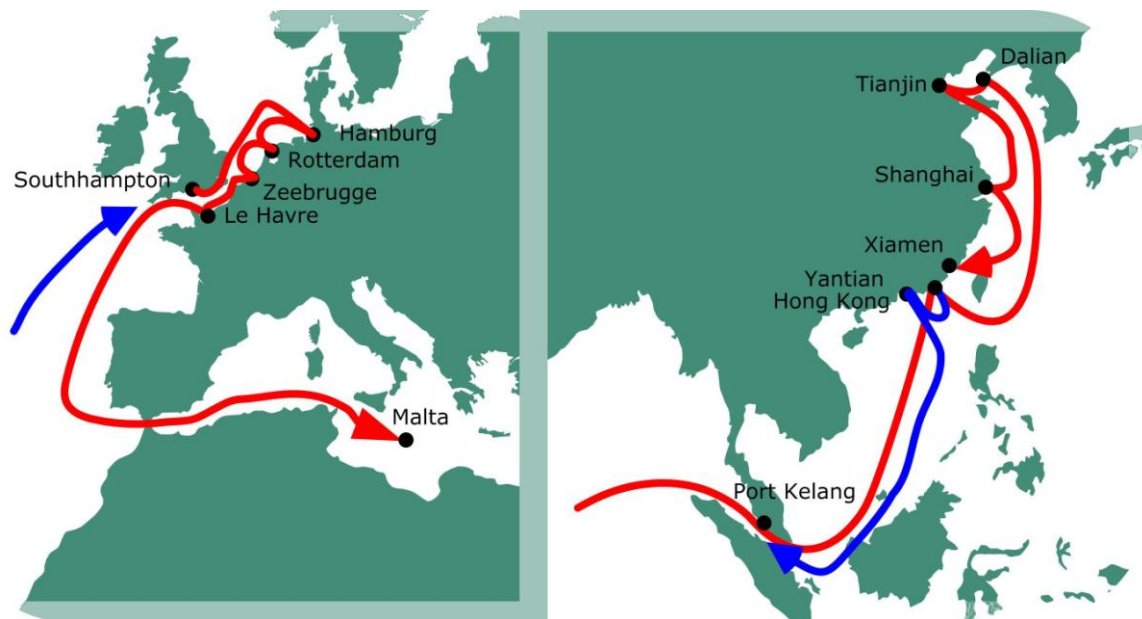 Hamburg
Rotterdam
Southhampton
Zeebrugge
Le Havre
Malta
Dalian
Tianjin
Shanghai
Xiamen
Yantian
Hong Kong
Port Kelang